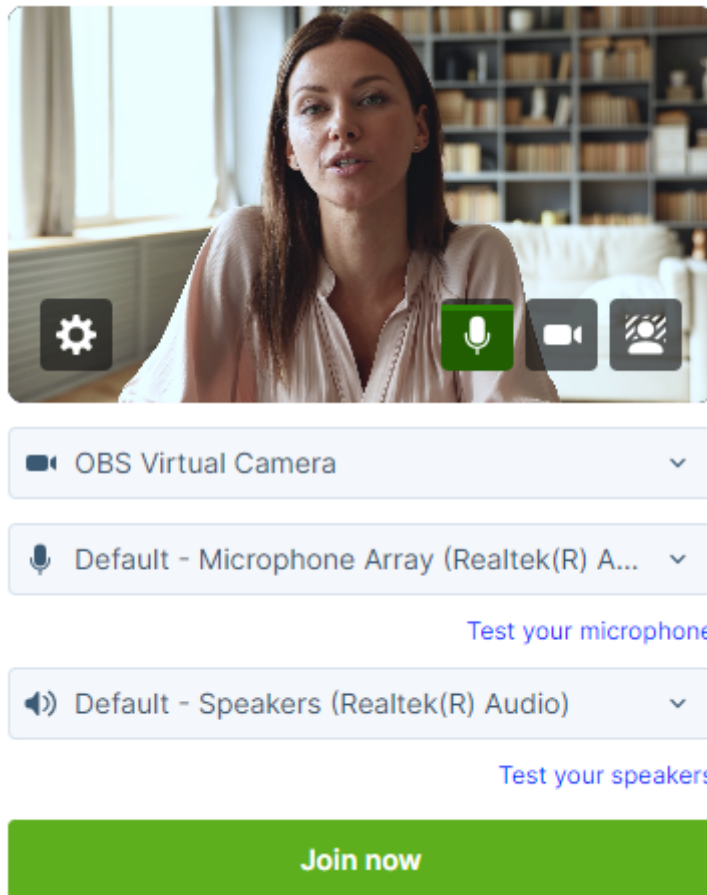 OBS Virtual Camera
Default - Microphone Array (Realtek(R) A...
Test your microphone
Default - Speakers (Realtek(R) Audio)
Test your speakers
Join now